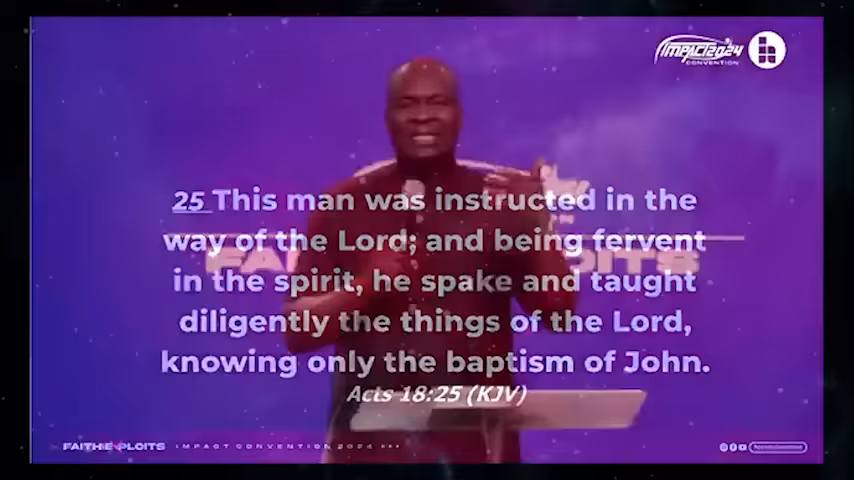 IMPACT2024
CONVENTION
25 This man was instructed in the
way of the Lord; and being fervent
in the spirit, he spake and taught
diligently the things of the Lord,
knowing only the baptism of John.
Acts 18:25 (KJV)
IMPACT CONVENTION 2024